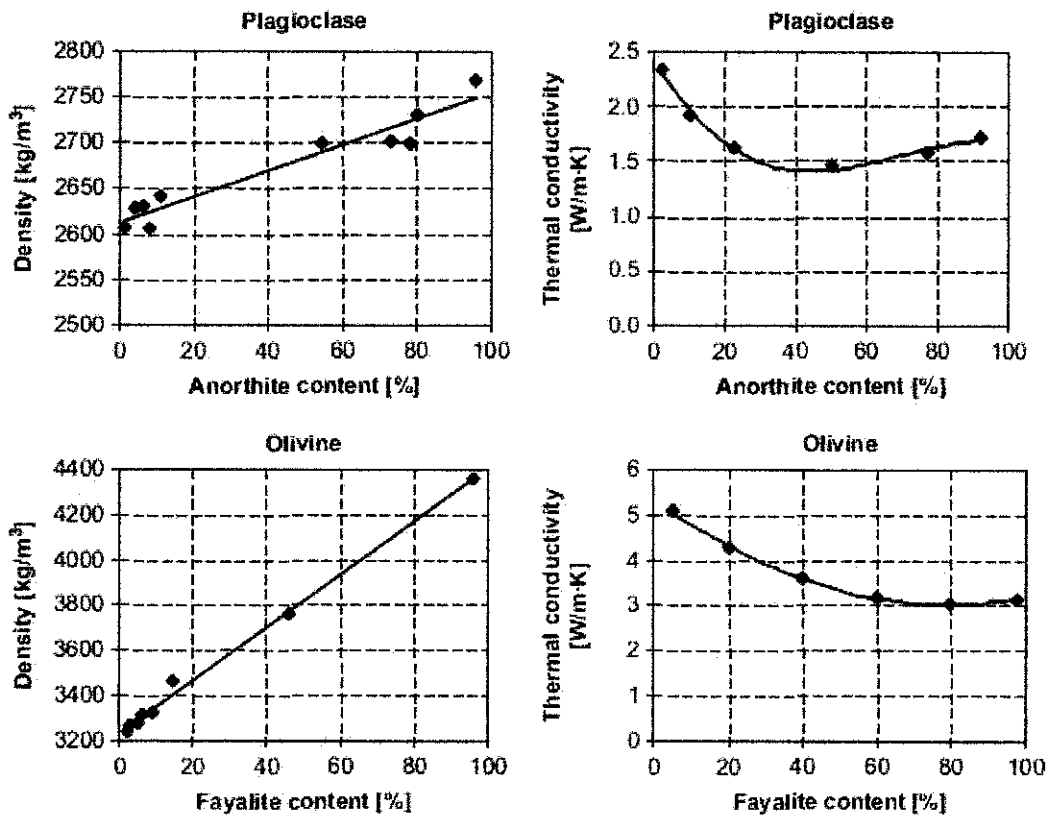 Plagioclase
Density [kg/m³]
2800
2750
2700
2650
2600
2550
2500
0 20 40 60 80 100
Anorthite content [%]
Plagioclase
Thermal conductivity
[W/m·K]
2.5
2.0
1.5
1.0
0.5
0.0
0 20 40 60 80 100
Anorthite content [%]
Olivine
Density [kg/m³]
4400
4200
4000
3800
3600
3400
3200
0 20 40 60 80 100
Fayalite content [%]
Olivine
Thermal conductivity
[W/m·K]
6
5
4
3
2
1
0
0 20 40 60 80 100
Fayalite content [%]